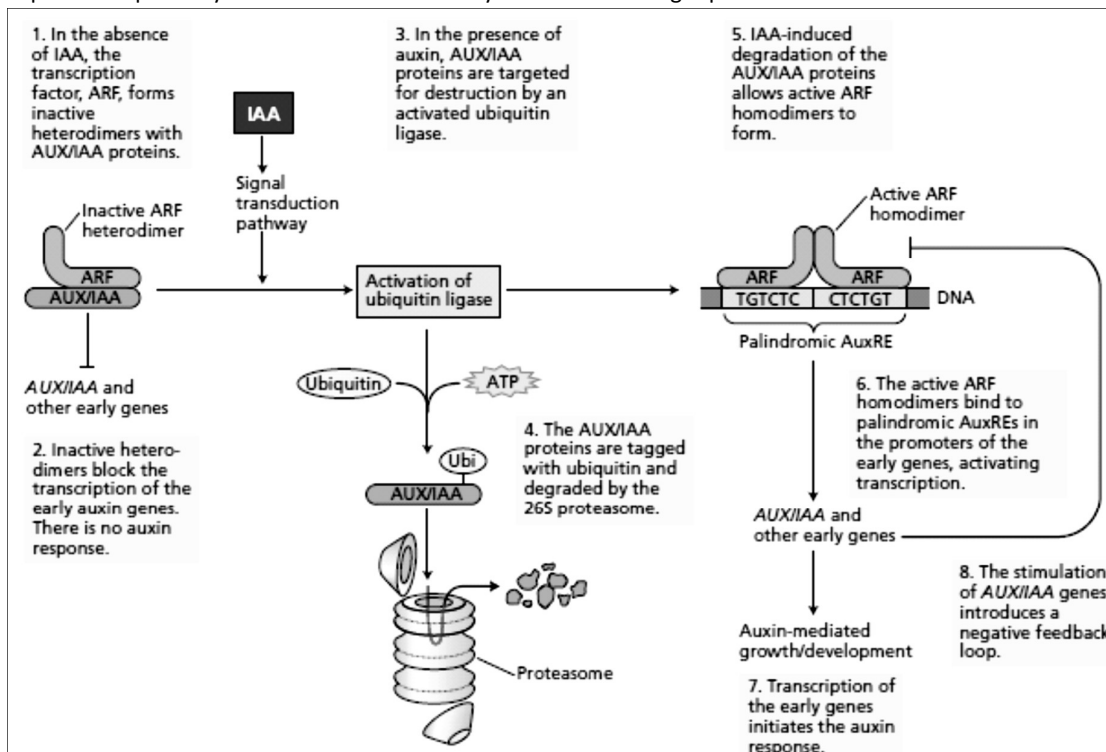 1. In the absence
of IAA, the
transcription
factor, ARF, forms
inactive
heterodimers with
AUX/IAA proteins.
IAA
Signal
transduction
pathway
3. In the presence of
auxin, AUX/IAA
proteins are targeted
for destruction by an
activated ubiquitin
ligase.
5. IAA-induced
degradation of the
AUX/IAA proteins
allows active ARF
homodimers to
form.
Inactive ARF
heterodimer
ARF
AUX/IAA
Activation of
ubiquitin ligase
Active ARF
homodimer
ARF ARF
TGTCTC CTCTGT DNA
Palindromic AuxRE
AUX/IAA and
other early genes
2. Inactive hetero-
dimers block the
transcription of the
early auxin genes.
There is no auxin
response.
Ubiquitin
ATP
Ubi
AUX/IAA
4. The AUX/IAA
proteins are tagged
with ubiquitin and
degraded by the
26S proteasome.
Proteasome
6. The active ARF
homodimers bind to
palindromic AuxREs in
the promoters of the
early genes, activating
transcription.
AUX/IAA and
other early genes
Auxin-mediated
growth/development
7. Transcription of
the early genes
initiates the auxin
response.
8. The stimulation
of AUX/IAA genes
introduces a
negative feedback
loop.